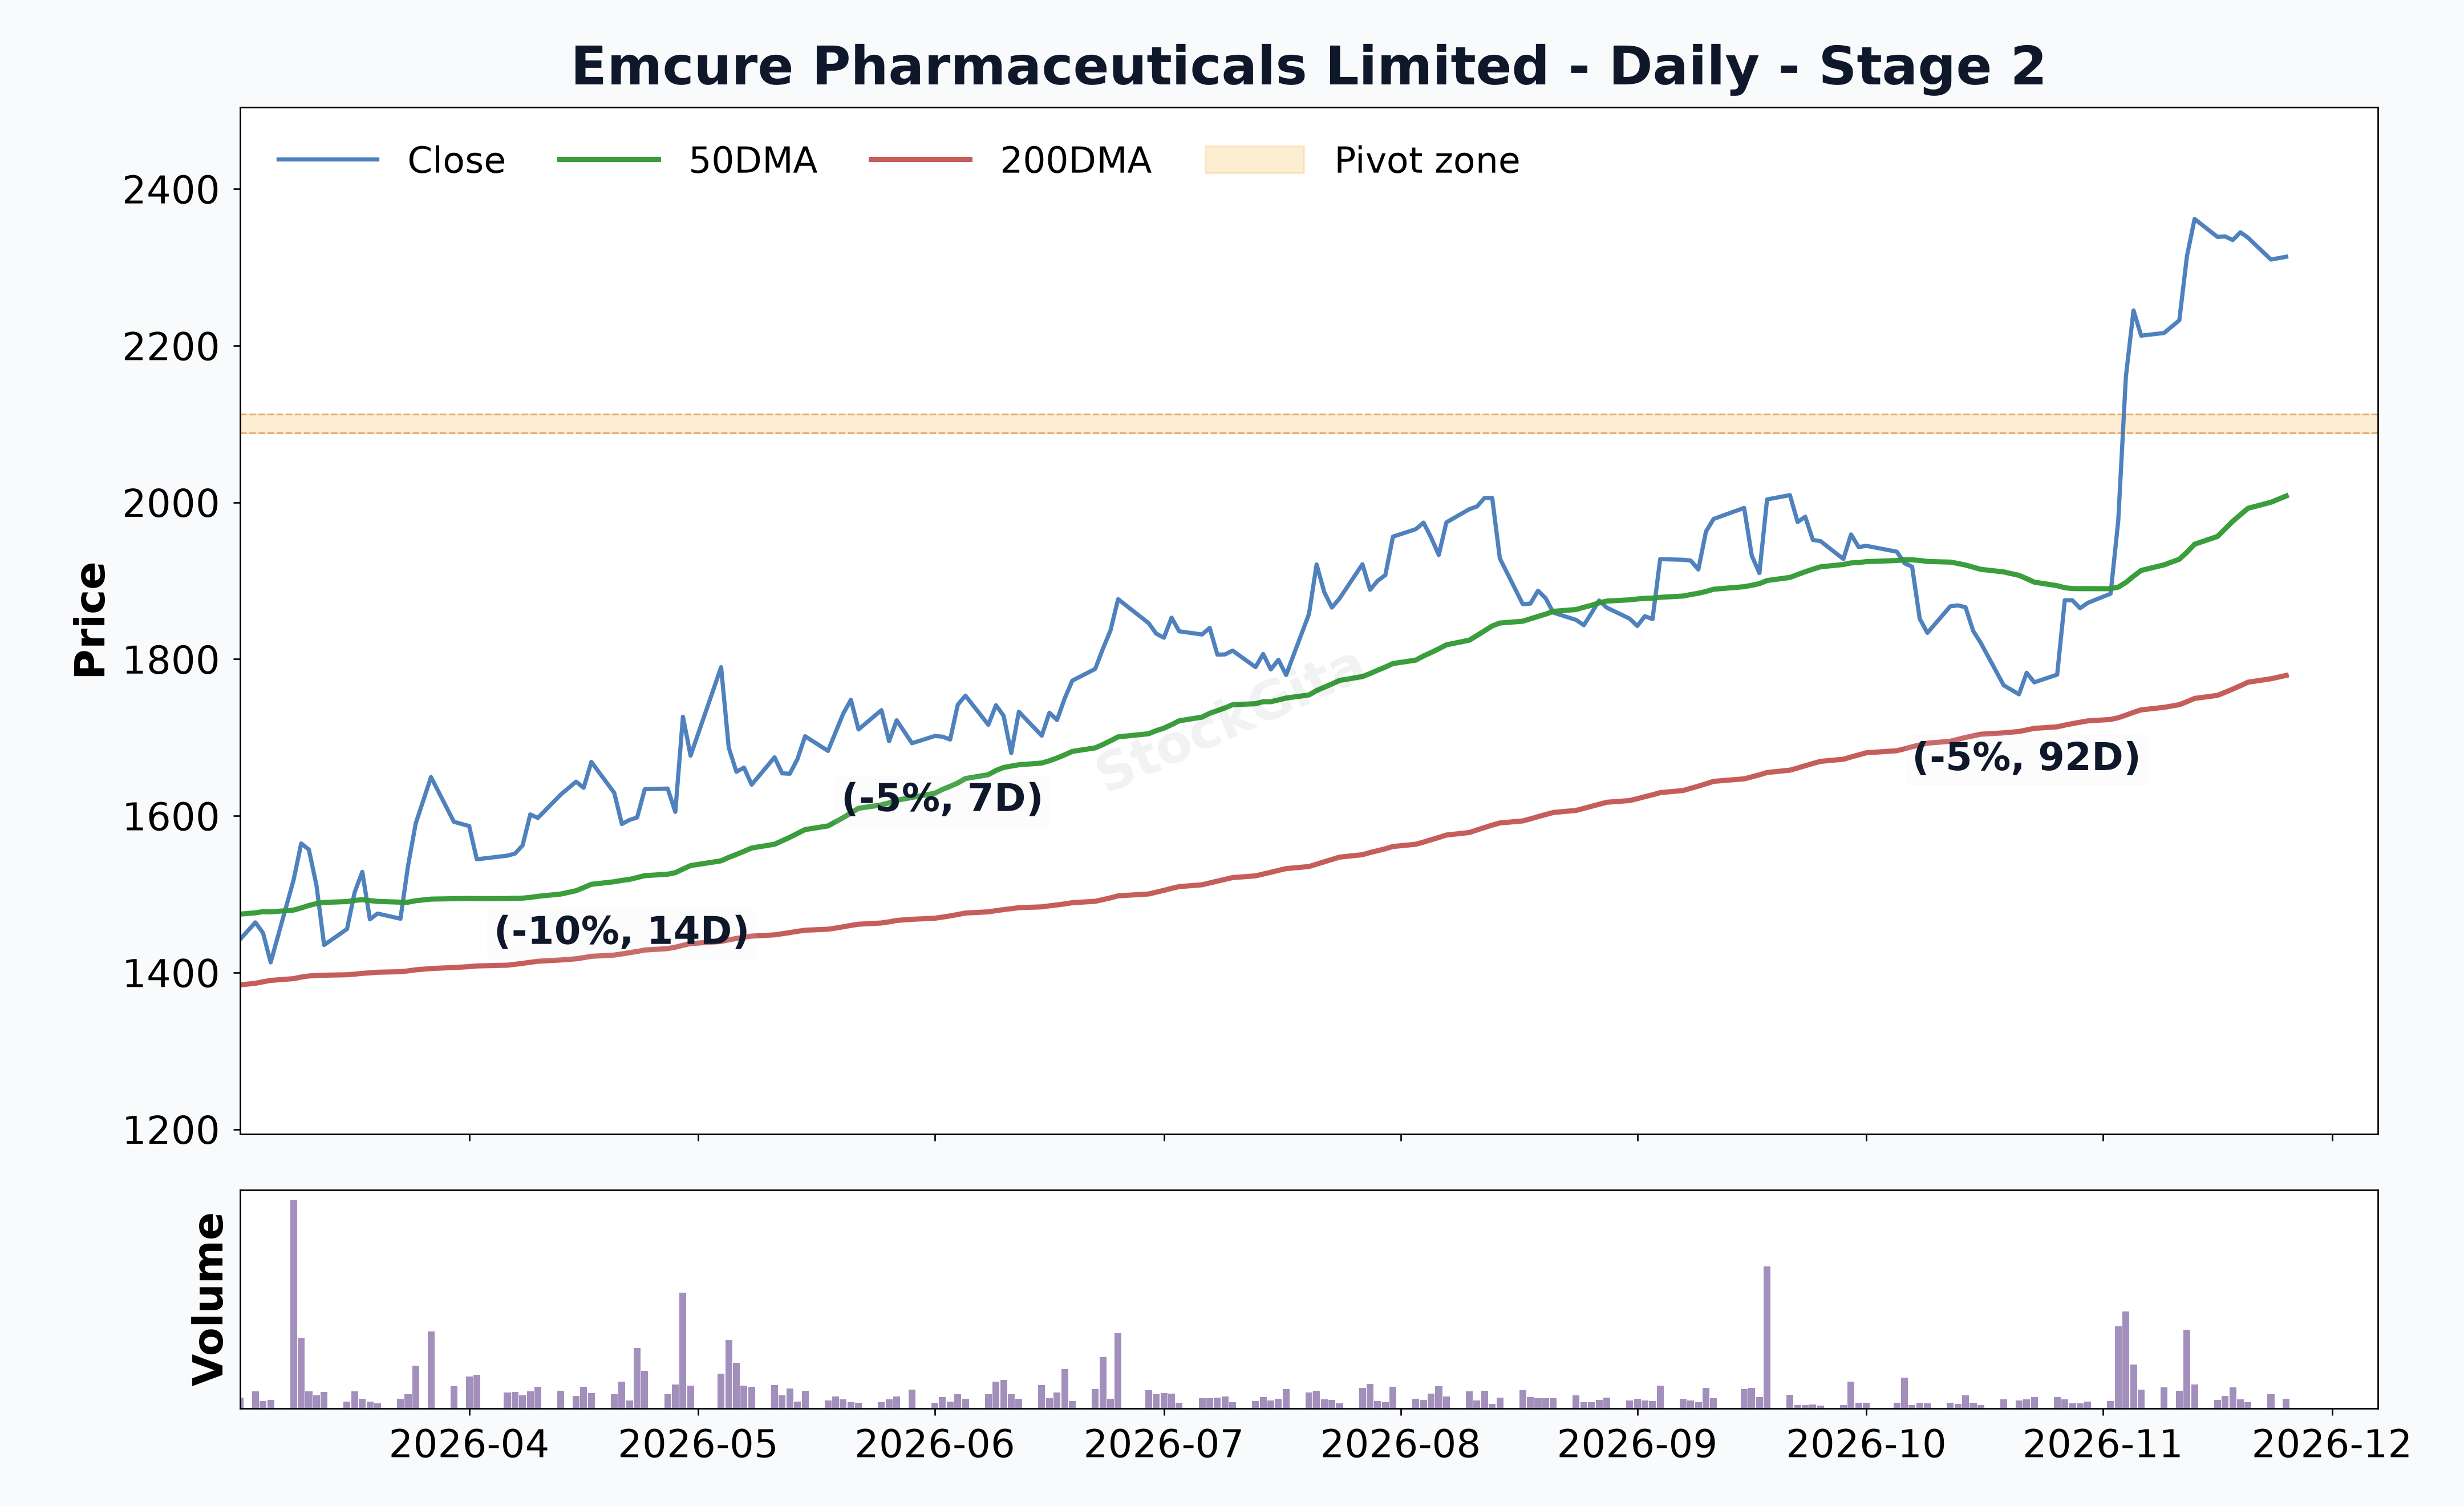 Emcure Pharmaceuticals Limited - Daily - Stage 2
Close 50DMA 200DMA Pivot zone
2400
2200
2000
1800
1600
1400
1200
Price
StockGita
(-10%, 14D)
(-5%, 7D)
(-5%, 92D)
Volume
2026-04 2026-05 2026-06 2026-07 2026-08 2026-09 2026-10 2026-11 2026-12